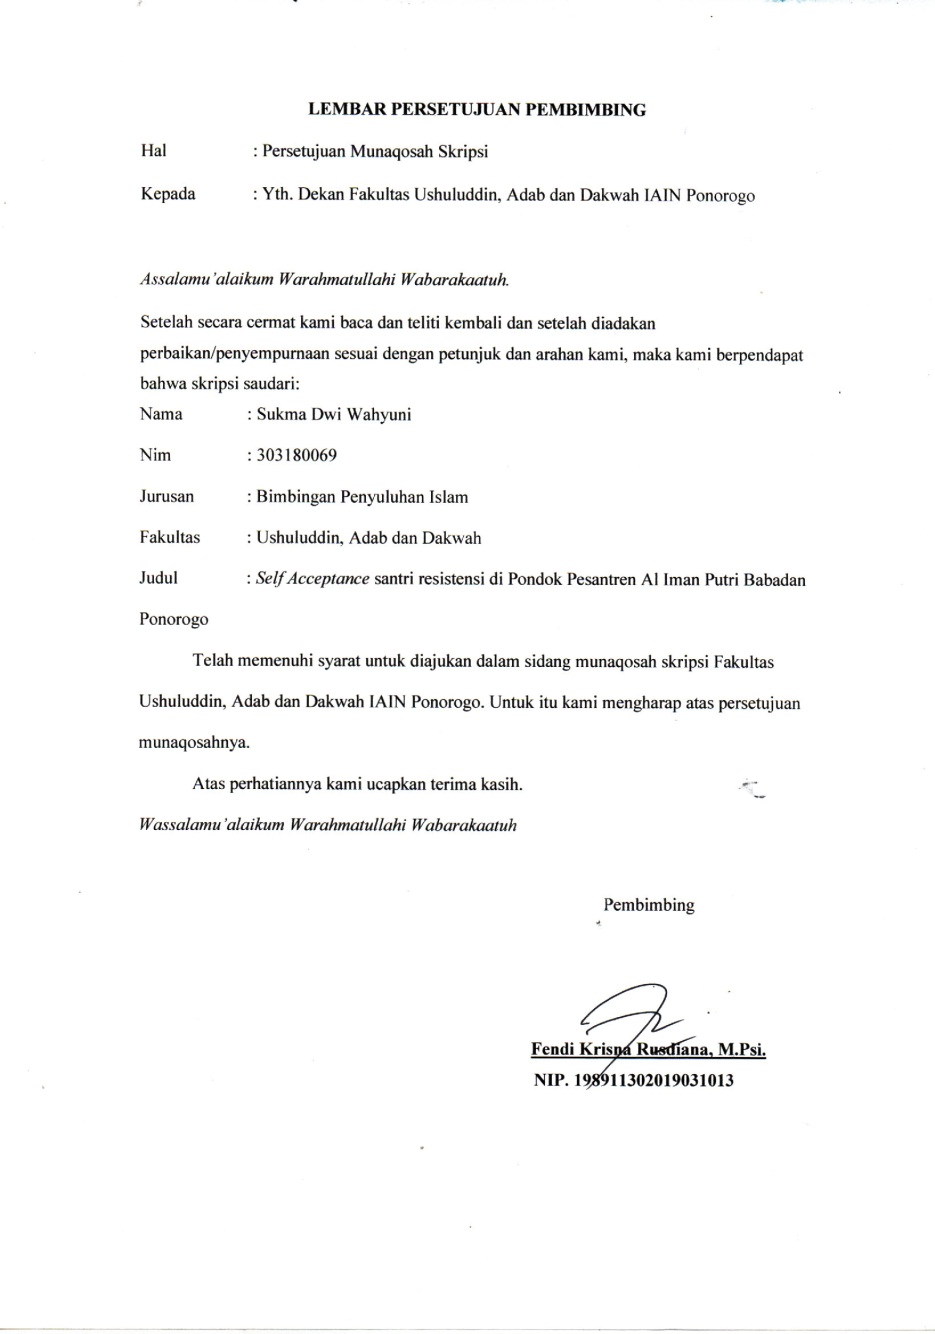 LEMBAR PERSETUJUAN PEMBIMBING
Hal : Persetujuan Munaqosah Skripsi
Kepada : Yth. Dekan Fakultas Ushuluddin, Adab dan Dakwah IAIN Ponorogo
Assalamu'alaikum Warahmatullahi Wabarakaatuh.
Setelah secara cermat kami baca dan teliti kembali dan setelah diadakan
perbaikan/penyempurnaan sesuai dengan petunjuk dan arahan kami, maka kami berpendapat
bahwa skripsi saudari:
Nama : Sukma Dwi Wahyuni
Nim : 303180069
Jurusan : Bimbingan Penyuluhan Islam
Fakultas : Ushuluddin, Adab dan Dakwah
Judul : Self Acceptance santri resistensi di Pondok Pesantren Al Iman Putri Babadan
Ponorogo
Telah memenuhi syarat untuk diajukan dalam sidang munaqosah skripsi Fakultas
Ushuluddin, Adab dan Dakwah IAIN Ponorogo. Untuk itu kami mengharap atas persetujuan
munaqosahnya.
Atas perhatiannya kami ucapkan terima kasih.
Wassalamu'alaikum Warahmatullahi Wabarakaatuh
Pembimbing
Fendi Krisna Rusdiana, M.Psi.
NIP. 198911302019031013